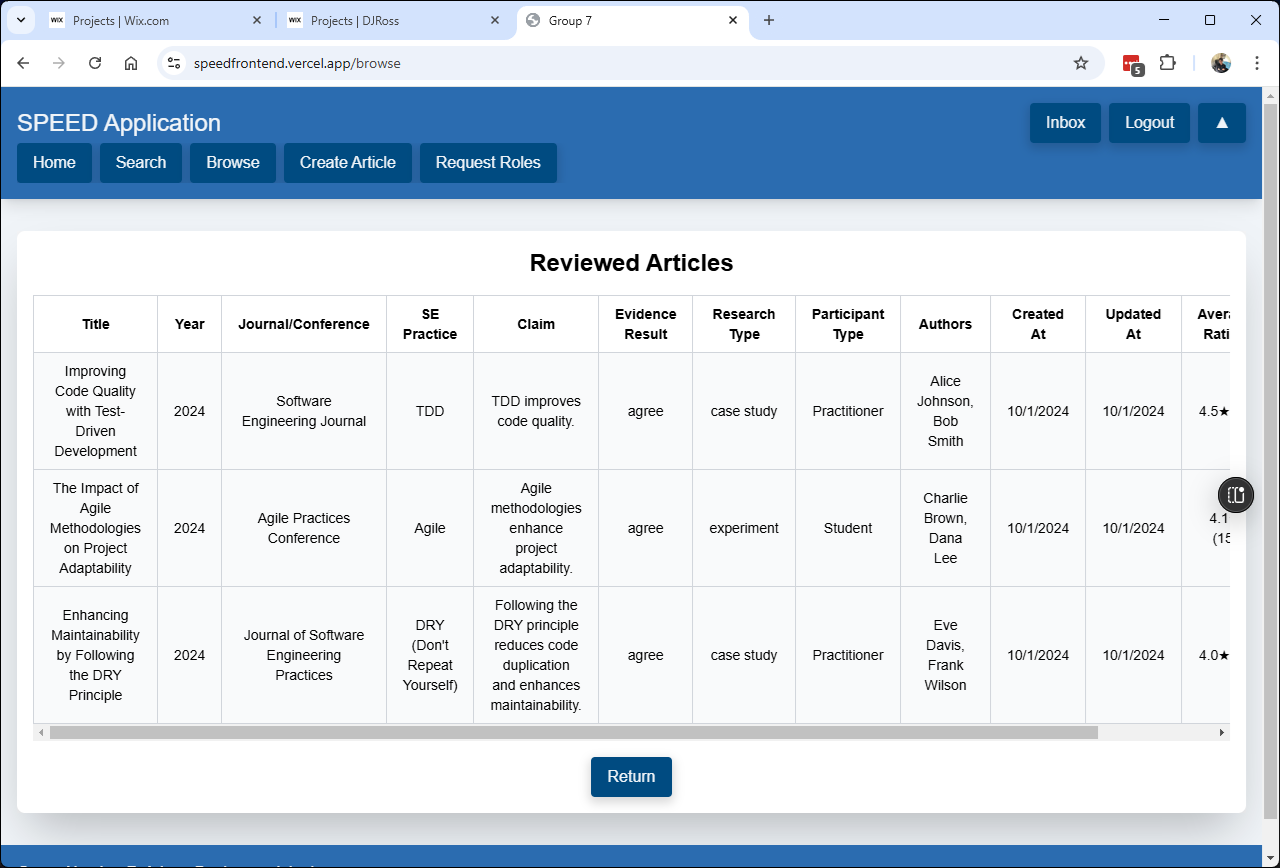 Projects | Wix.com
Projects | DJRoss
Group 7
speedfrontend.vercel.app/browse
5
SPEED Application
Inbox
Logout
▲
Home
Search
Browse
Create Article
Request Roles
Reviewed Articles
Title
Year
Journal/Conference
SE
Practice
Claim
Evidence
Result
Research
Type
Participant
Type
Authors
Created
At
Updated
At
Improving
Code Quality
with Test-
Driven
Development
2024
Software
Engineering Journal
TDD
TDD improves
code quality.
agree
case study
Practitioner
Alice
Johnson,
Bob
Smith
10/1/2024
10/1/2024
4.5★
The Impact of
Agile
Methodologies
on Project
Adaptability
2024
Agile Practices
Conference
Agile
Agile
methodologies
enhance
project
adaptability.
agree
experiment
Student
Charlie
Brown,
Dana
Lee
10/1/2024
10/1/2024
4.1
(15
Enhancing
Maintainability
by Following
the DRY
Principle
2024
Journal of Software
Engineering
Practices
DRY
(Don't
Repeat
Yourself)
Following the
DRY principle
reduces code
duplication
and enhances
maintainability.
agree
case study
Practitioner
Eve
Davis,
Frank
Wilson
10/1/2024
10/1/2024
4.0★
Return